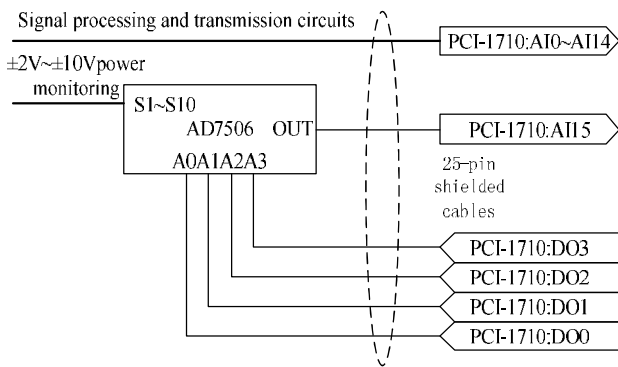 Signal processing and transmission circuits
PCI-1710:AI0~AI14
±2V~±10Vpower
monitoring
S1~S10
AD7506 OUT
A0A1A2A3
PCI-1710:AI15
25-pin
shielded
cables
PCI-1710:DO3
PCI-1710:DO2
PCI-1710:DO1
PCI-1710:DO0